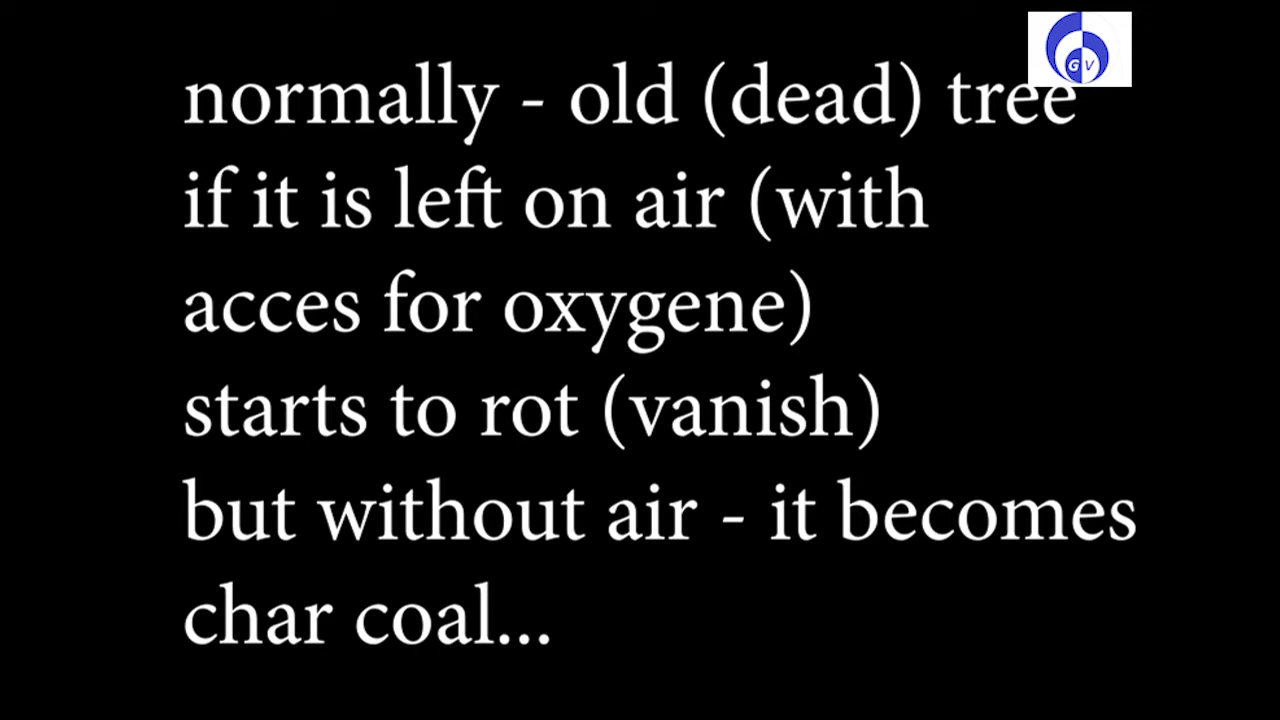 G V
normally - old (dead) tree
if it is left on air (with
acces for oxygene)
starts to rot (vanish)
but without air - it becomes
char coal...